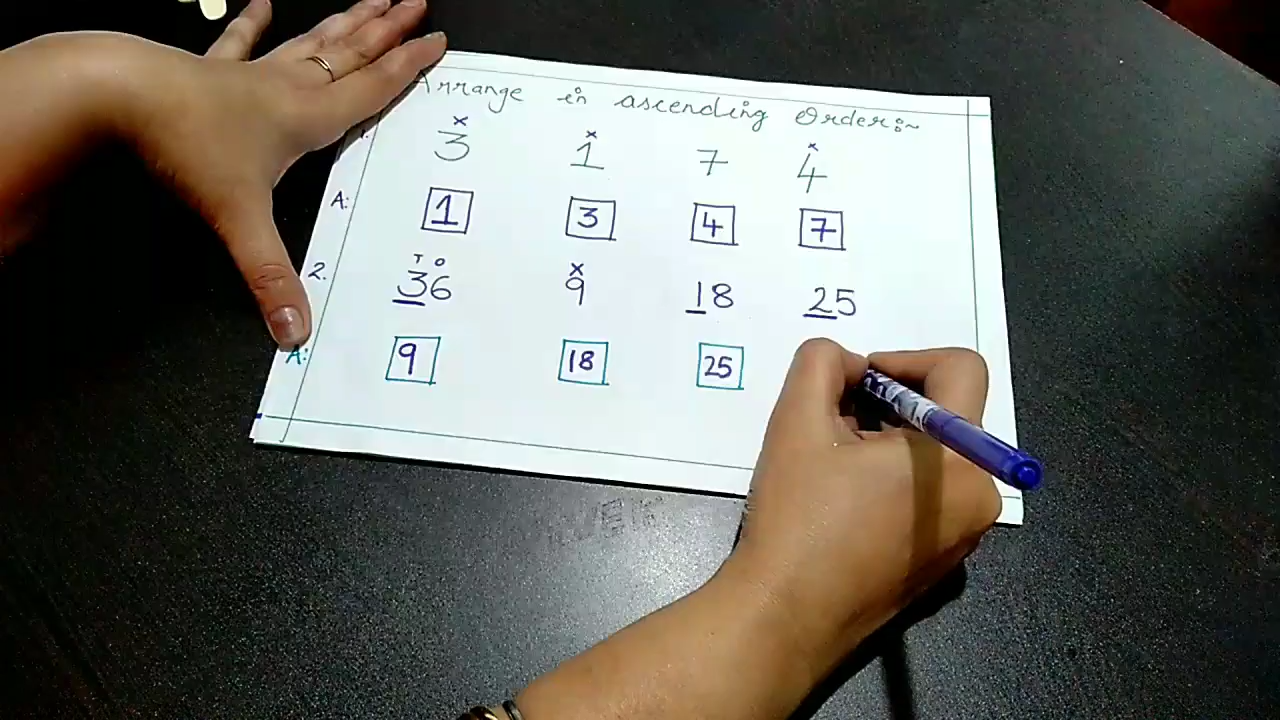 Arrange in ascending Order:~
3 1 7 4
A: 1 3 4 7
T O
2. 36 9 18 25
A: 9 18 25